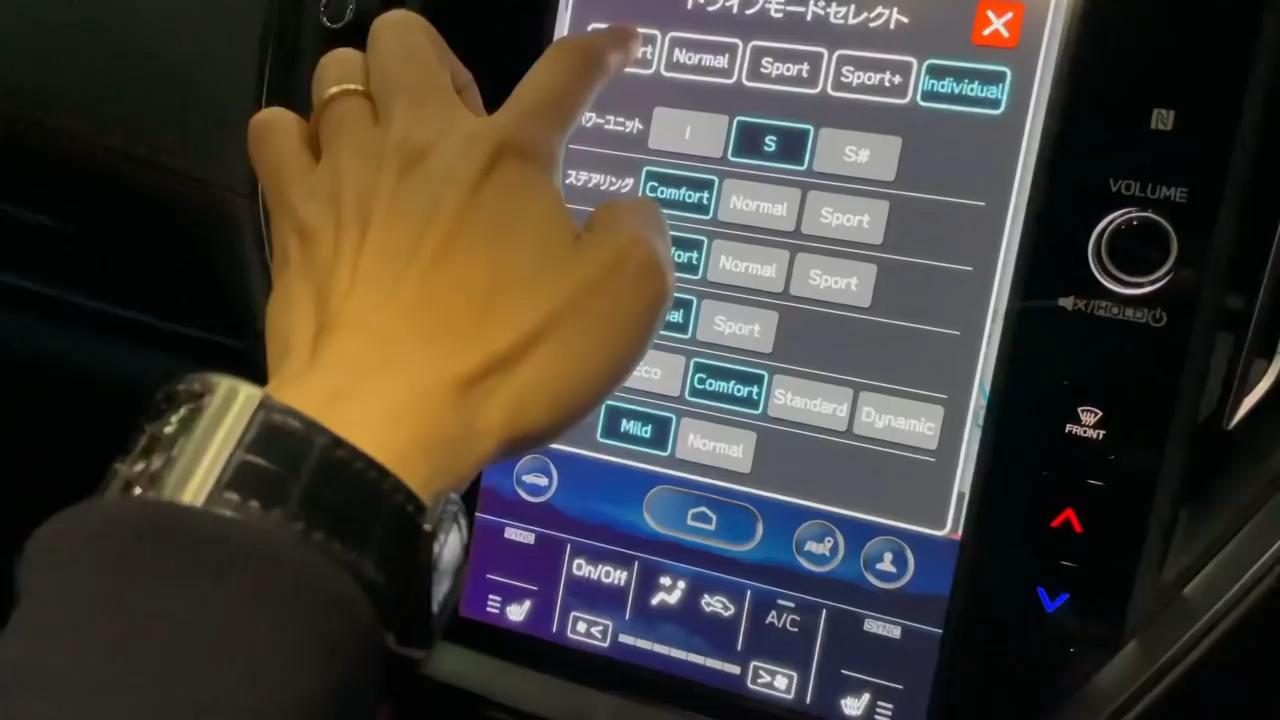 ドライブモードセレクト
Normal Sport Sport+ Individual
パワーユニット I S S#
ステアリング Comfort Normal Sport
Normal Sport
Sport
Eco Comfort Standard Dynamic
Mild Normal
VOLUME
/HOLD
FRONT
SYNC
On/Off
A/C
SYNC